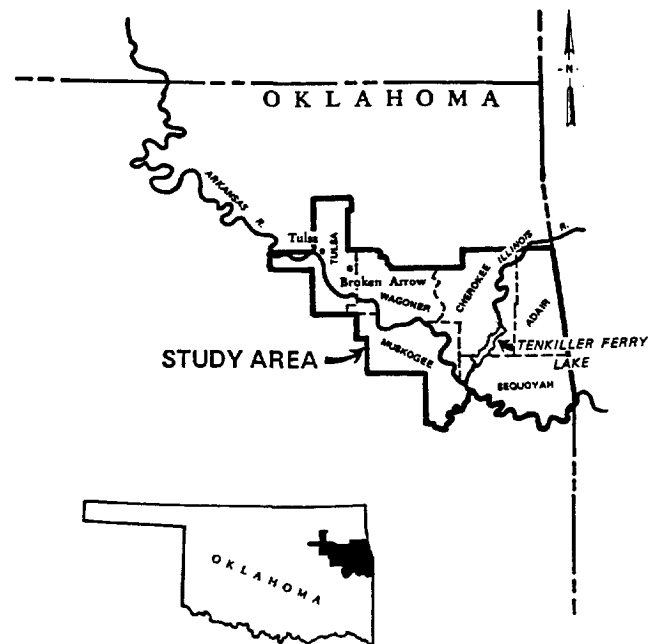 -N-
OKLAHOMA
ARKANSAS R.
Tulsa
TULSA
Broken Arrow
WAGONER
CHEROKEE
ILLINOIS R.
ADAIR
MUSKOGEE
STUDY AREA
TENKILLER FERRY
LAKE
SEQUOYAH
OKLAHOMA